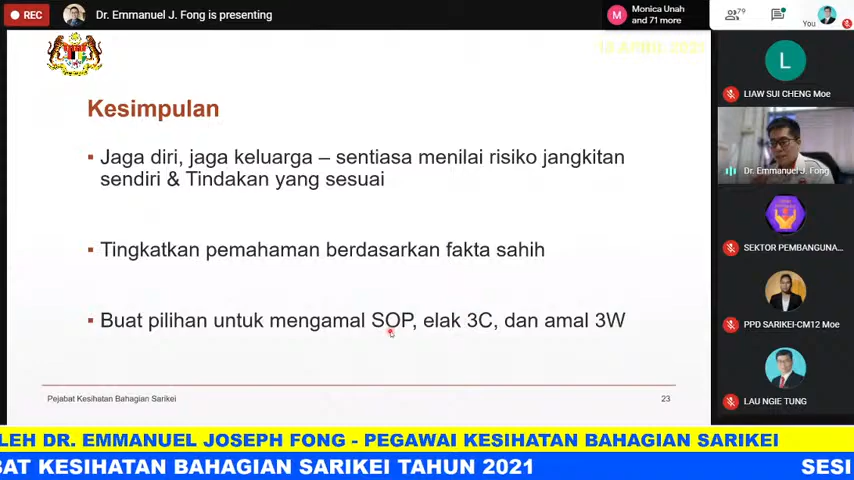 REC
Dr. Emmanuel J. Fong is presenting
M
Monica Unah
and 71 more
79
You
13 APRIL 2021
Kesimpulan
▪ Jaga diri, jaga keluarga – sentiasa menilai risiko jangkitan
sendiri & Tindakan yang sesuai
▪ Tingkatkan pemahaman berdasarkan fakta sahih
▪ Buat pilihan untuk mengamal SOP, elak 3C, dan amal 3W
Pejabat Kesihatan Bahagian Sarikei
23
L
LIAW SUI CHENG Moe
Dr. Emmanuel J. Fong
SEKTOR PEMBANGUNA...
PPD SARIKEI-CM12 Moe
LAU NGIE TUNG
LEH DR. EMMANUEL JOSEPH FONG - PEGAWAI KESIHATAN BAHAGIAN SARIKEI
BAT KESIHATAN BAHAGIAN SARIKEI TAHUN 2021
SESI